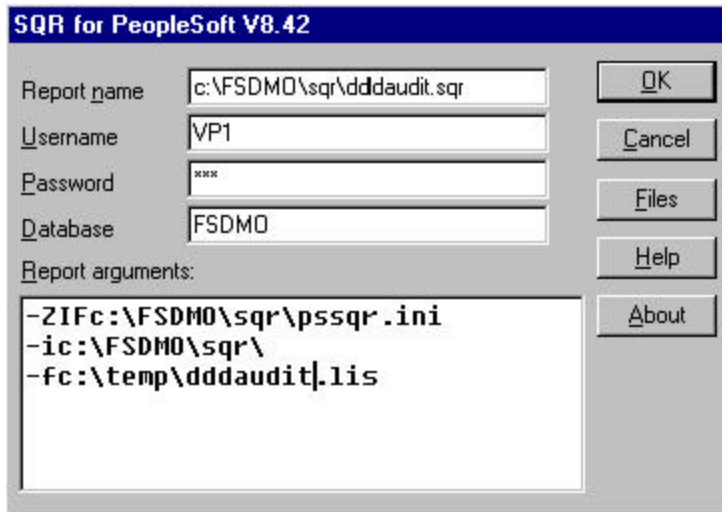 SQR for PeopleSoft V8.42
Report name c:\FSDMO\sqr\ddldaudit.sqr
OK
Username VP1
Cancel
Password ***
Files
Database FSDMO
Help
Report arguments:
About
-ZIFc:\FSDMO\sqr\pssqr.ini
-ic:\FSDMO\sqr\
-fc:\temp\dddaudit.lis